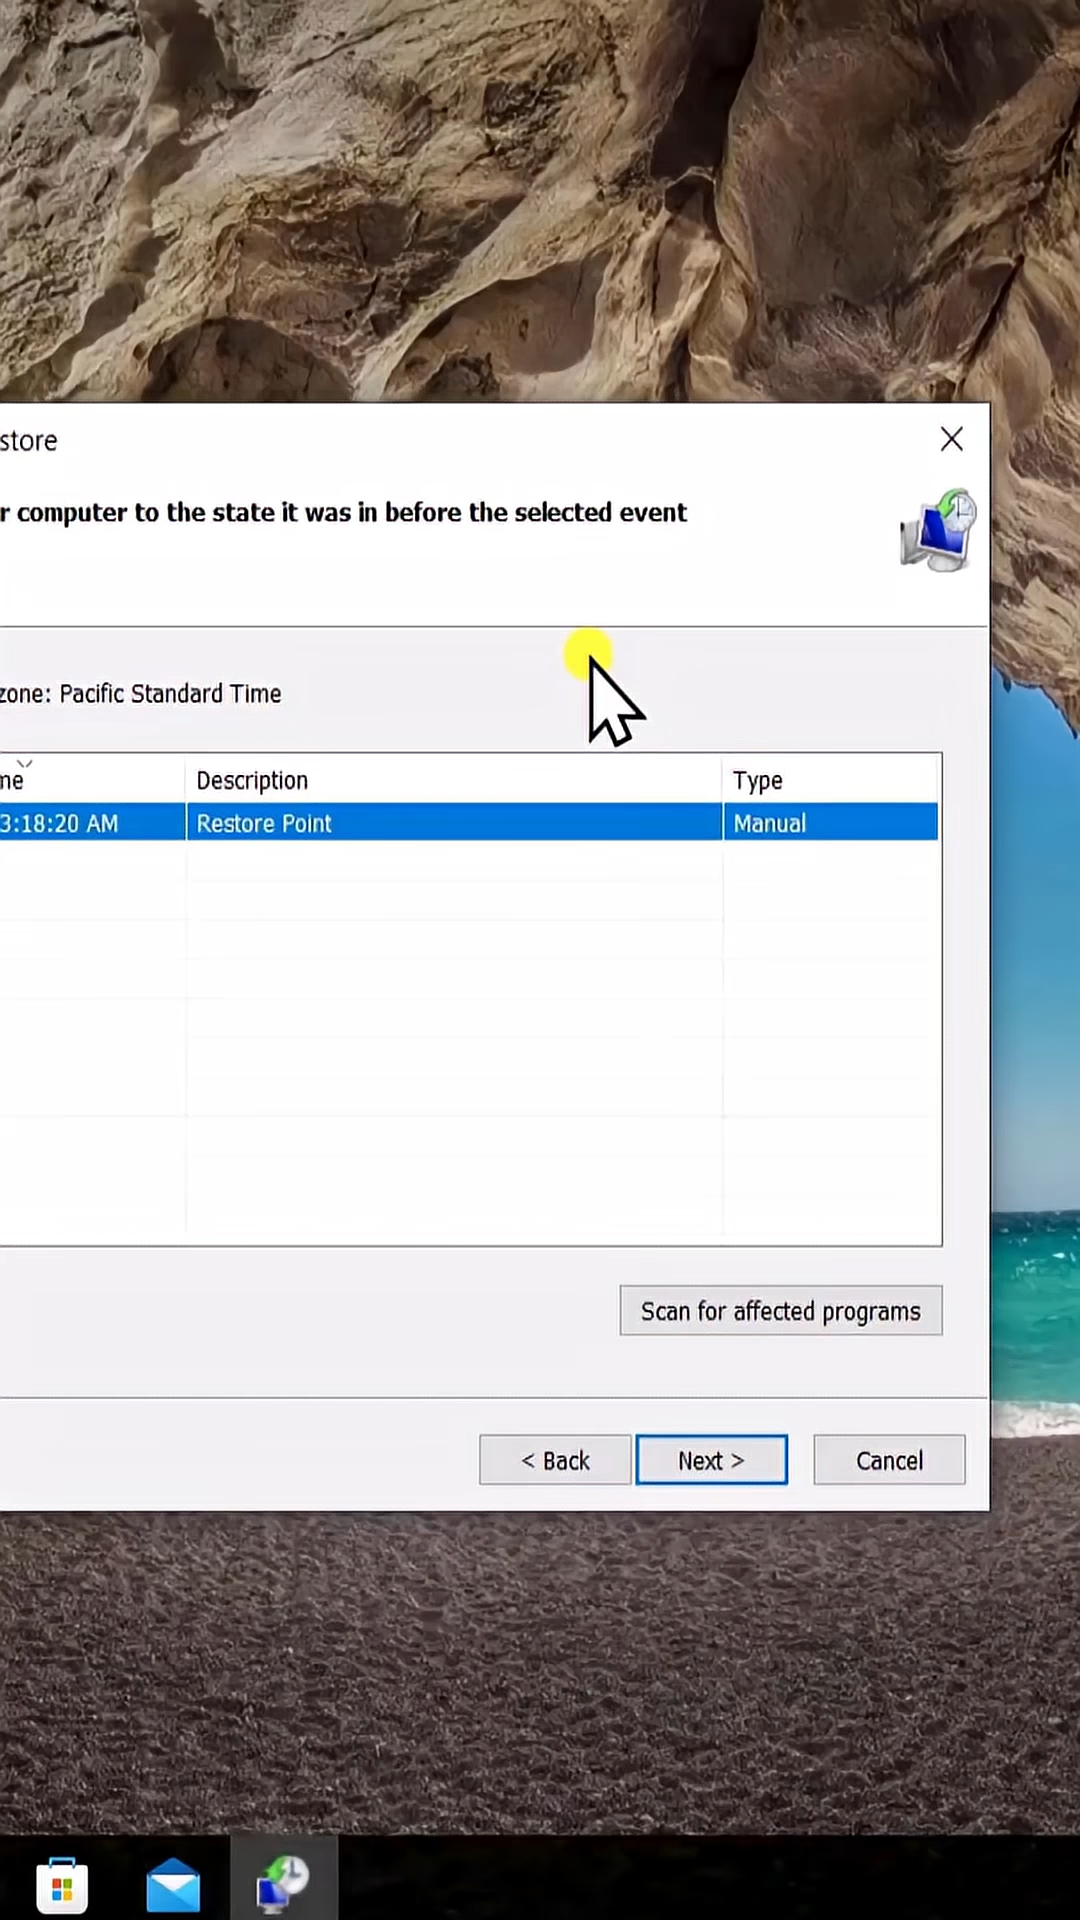 store
r computer to the state it was in before the selected event
zone: Pacific Standard Time
me Description Type
3:18:20 AM Restore Point Manual
Scan for affected programs
< Back Next > Cancel